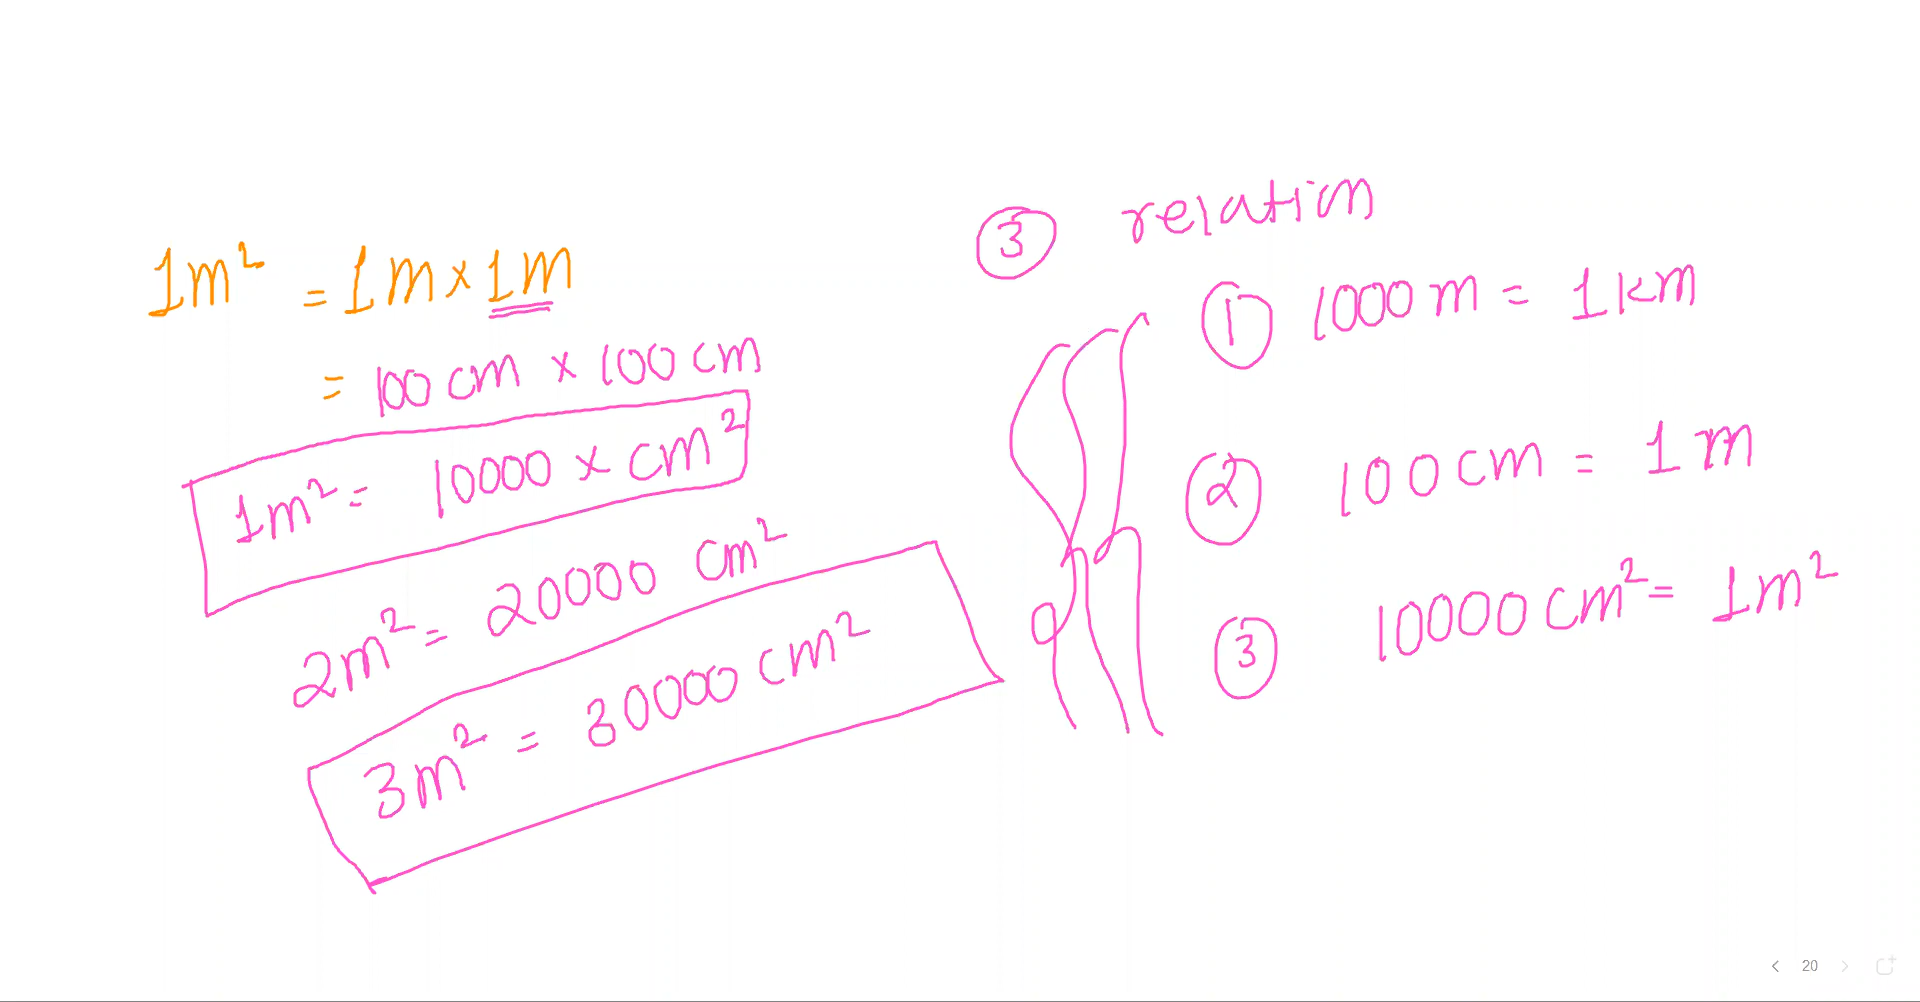 1m² = 1m × 1m
= 100 cm × 100 cm
1m² = 10000 × cm²
2m² = 20000 cm²
3m² = 30000 cm²
③ relation
① 1000 m = 1 km
② 100 cm = 1 m
③ 10000 cm² = 1m²
20